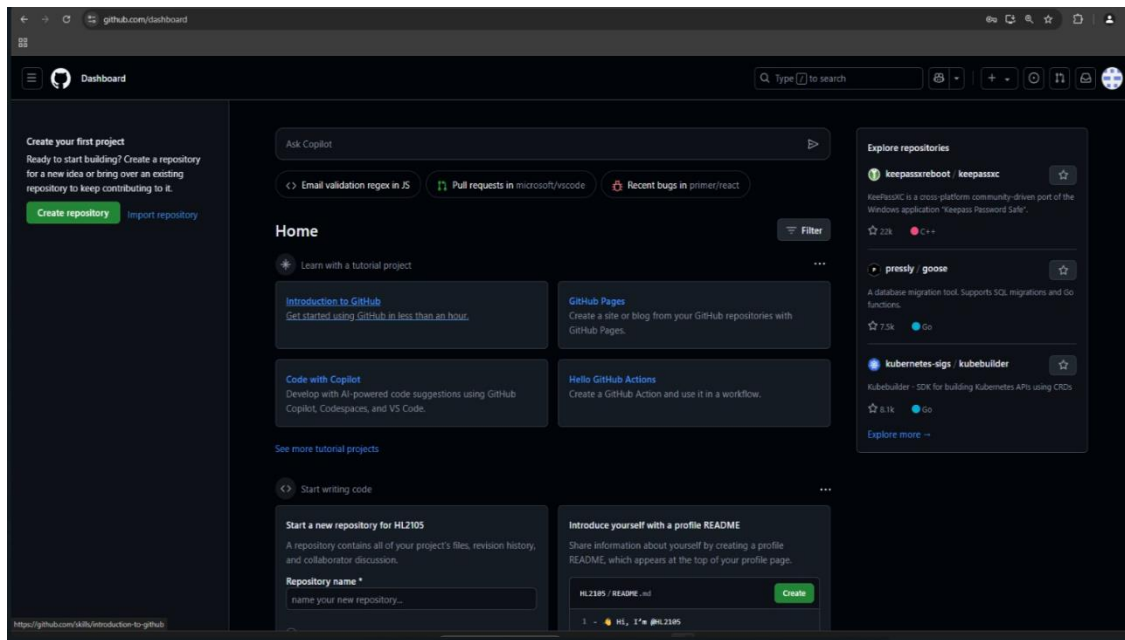 github.com/dashboard
Dashboard
Type / to search
Create your first project
Ready to start building? Create a repository
for a new idea or bring over an existing
repository to keep contributing to it.
Create repository
Import repository
Ask Copilot
Email validation regex in JS
Pull requests in microsoft/vscode
Recent bugs in primer/react
Home
Filter
Learn with a tutorial project
Introduction to GitHub
Get started using GitHub in less than an hour.
GitHub Pages
Create a site or blog from your GitHub repositories with
GitHub Pages.
Code with Copilot
Develop with AI-powered code suggestions using GitHub
Copilot, Codespaces, and VS Code.
Hello GitHub Actions
Create a GitHub Action and use it in a workflow.
See more tutorial projects
Start writing code
Start a new repository for HL2105
A repository contains all of your project's files, revision history,
and collaborator discussion.
Repository name *
name your new repository...
Introduce yourself with a profile README
Share information about yourself by creating a profile
README, which appears at the top of your profile page.
HL2105 / README.md
Create
1 - 👋 Hi, I'm @HL2105
Explore repositories
keepassxreboot / keepassxc
KeePassXC is a cross-platform community-driven port of the
Windows application "Keepass Password Safe".
22k
C++
pressly / goose
A database migration tool. Supports SQL migrations and Go
functions.
7.5k
Go
kubernetes-sigs / kubebuilder
Kubebuilder - SDK for building Kubernetes APIs using CRDs
8.1k
Go
Explore more →
https://github.com/skills/introduction-to-github